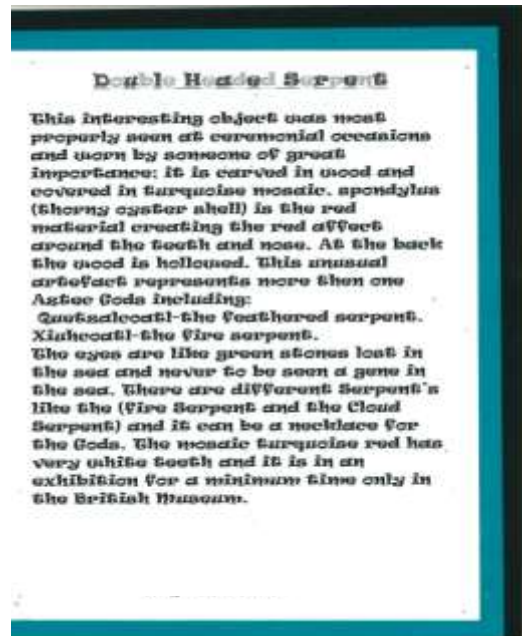 Double Headed Serpent
This interesting object was most
properly seen at ceremonial occasions
and worn by someone of great
importance; it is carved in wood and
covered in turquoise mosaic. spondylus
(thorny oyster shell) is the red
material creating the red affect
around the teeth and nose. At the back
the wood is hollowed. This unusual
artefact represents more then one
Aztec Gods including:
Quetsalcoatl-the feathered serpent.
Xiuhcoatl-the fire serpent.
The eyes are like green stones lost in
the sea and never to be seen a gene in
the sea. There are different Serpent's
like the (Fire Serpent and the Cloud
Serpent) and it can be a necklace for
the Gods. The mosaic turquoise red has
very white teeth and it is in an
exhibition for a minimum time only in
the British Museum.